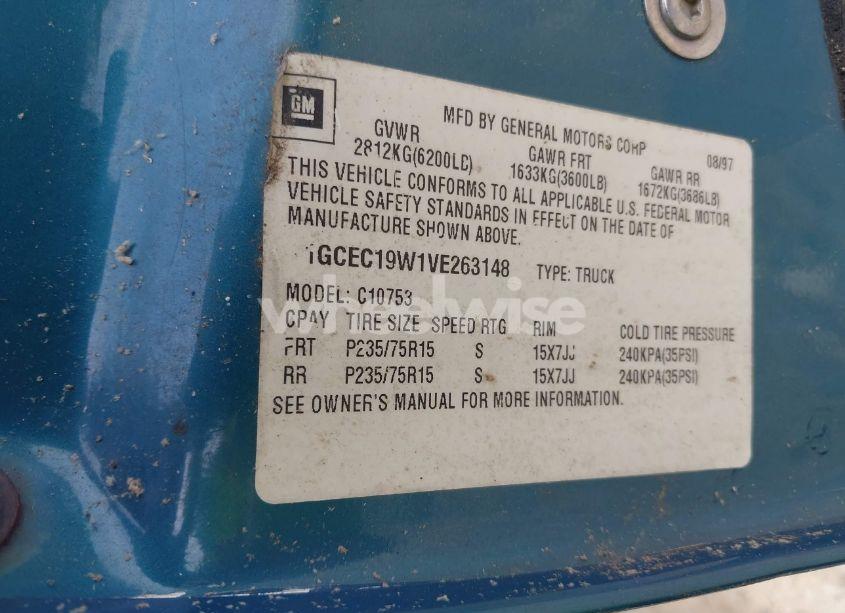 GM
MFD BY GENERAL MOTORS CORP 08/97
GVWR GAWR FRT GAWR RR
2812KG(6200LB) 1633KG(3600LB) 1672KG(3686LB)
THIS VEHICLE CONFORMS TO ALL APPLICABLE U.S. FEDERAL MOTOR
VEHICLE SAFETY STANDARDS IN EFFECT ON THE DATE OF
MANUFACTURE SHOWN ABOVE.
1GCEC19W1VE263148 TYPE: TRUCK
MODEL: C10753
wheelwise
CPAY TIRE SIZE SPEED RTG RIM COLD TIRE PRESSURE
FRT P235/75R15 S 15X7JJ 240KPA(35PSI)
RR P235/75R15 S 15X7JJ 240KPA(35PSI)
SEE OWNER'S MANUAL FOR MORE INFORMATION.